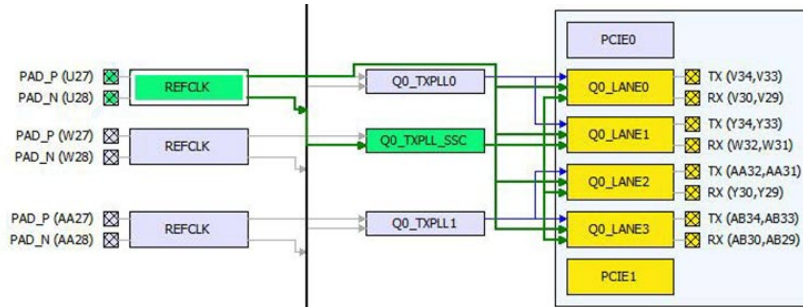 PCIE0
PAD_P (U27)
PAD_N (U28)
REFCLK
Q0_TXPLL0
Q0_LANE0
TX (V34,V33)
RX (V30,V29)
PAD_P (W27)
PAD_N (W28)
REFCLK
Q0_TXPLL_SSC
Q0_LANE1
TX (Y34,Y33)
RX (W32,W31)
Q0_LANE2
TX (AA32,AA31)
RX (Y30,Y29)
PAD_P (AA27)
PAD_N (AA28)
REFCLK
Q0_TXPLL1
Q0_LANE3
TX (AB34,AB33)
RX (AB30,AB29)
PCIE1